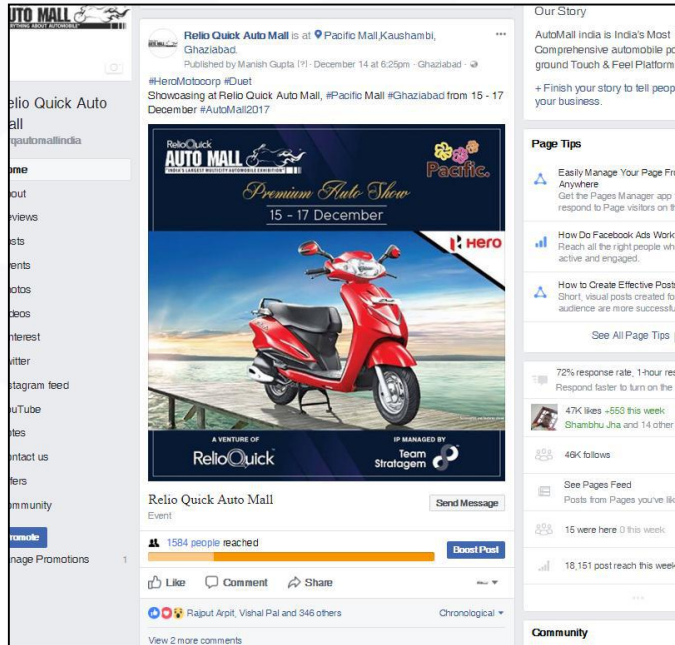 AUTO MALL
elio Quick Auto
all
qautomallindia
ome
out
eviews
sts
ents
otos
deos
nterest
witter
stagram feed
ouTube
tes
ontact us
fers
mmunity
romote
nage Promotions 1
Relio Quick Auto Mall is at Pacific Mall,Kaushambi,
Ghaziabad.
Published by Manish Gupta [?] · December 14 at 6:25pm · Ghaziabad ·
#HeroMotocorp #Duet
Showcasing at Relio Quick Auto Mall, #Pacific Mall #Ghaziabad from 15 - 17
December #AutoMall2017
RelioQuick
AUTO MALL
"INDIA'S LARGEST MULTICITY AUTOMOBILE EXHIBITION"
Pacific.
Premium Auto Show
15 - 17 December
Hero
A VENTURE OF
RelioQuick
IP MANAGED BY
Team
Stratagem
Relio Quick Auto Mall
Event
Send Message
1584 people reached
Boost Post
Like Comment Share
Rajput Arpit, Vishal Pal and 346 others
Chronological
View 2 more comments
Our Story
AutoMall india is India's Most
Comprehensive automobile po
ground Touch & Feel Platform
+ Finish your story to tell peop
your business.
Page Tips
Easily Manage Your Page Fro
Anywhere
Get the Pages Manager app
respond to Page visitors on th
How Do Facebook Ads Work
Reach all the right people wh
active and engaged.
How to Create Effective Posts
Short, visual posts created fo
audience are more successfu
See All Page Tips
72% response rate, 1-hour res
Respond faster to turn on the
47K likes +553 this week
Shambhu Jha and 14 other
46K follows
See Pages Feed
Posts from Pages you've lik
15 were here 0 this week
18,151 post reach this week
Community